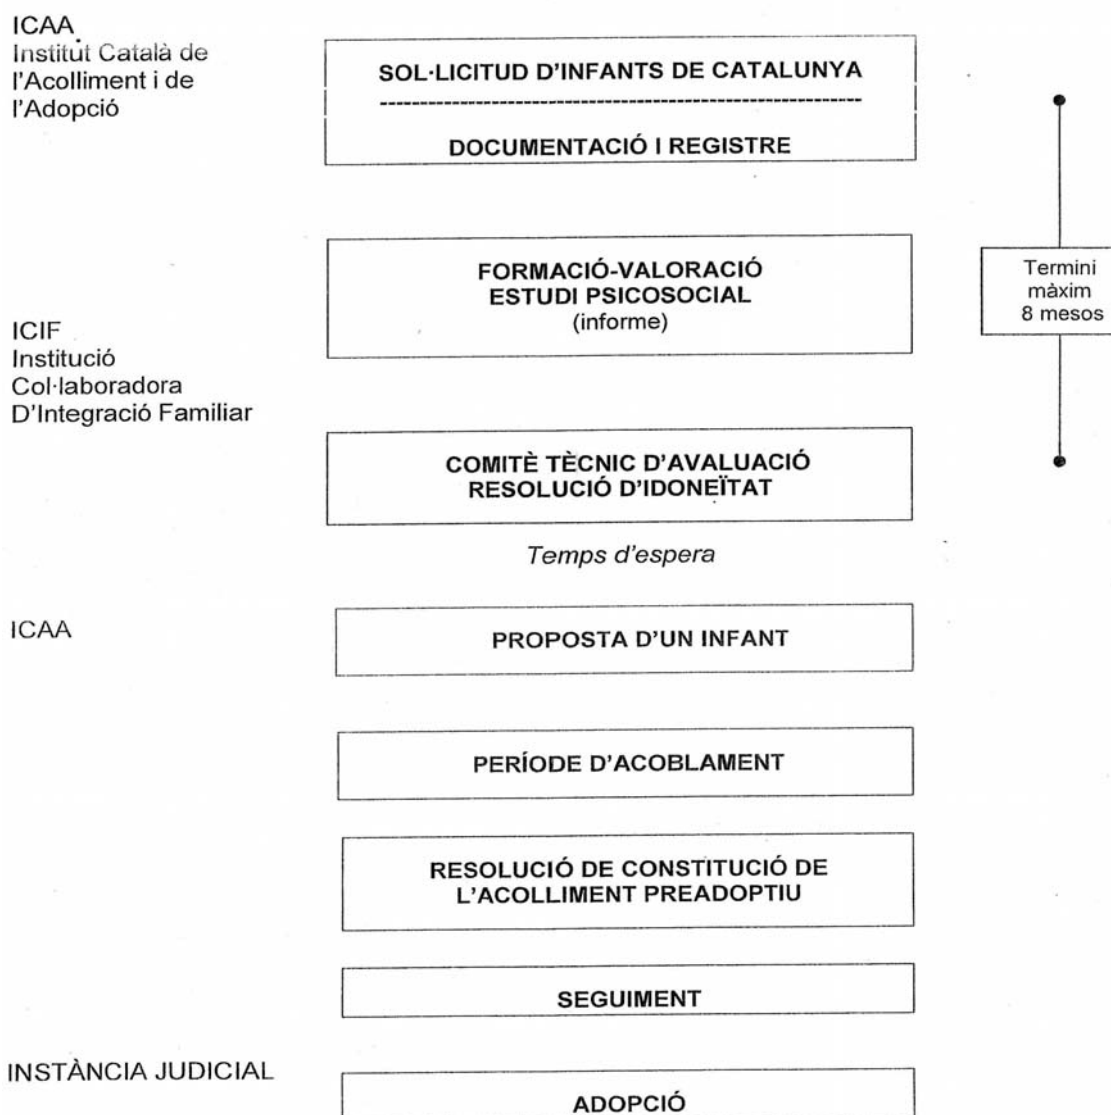 ICAA
Institut Català de
l'Acolliment i de
l'Adopció
SOL·LICITUD D'INFANTS DE CATALUNYA
--------------------------------------------------------------
DOCUMENTACIÓ I REGISTRE
FORMACIÓ-VALORACIÓ
ESTUDI PSICOSOCIAL
(informe)
Termini
màxim
8 mesos
ICIF
Institució
Col·laboradora
D'Integració Familiar
COMITÈ TÈCNIC D'AVALUACIÓ
RESOLUCIÓ D'IDONEÏTAT
Temps d'espera
ICAA
PROPOSTA D'UN INFANT
PERÍODE D'ACOBLAMENT
RESOLUCIÓ DE CONSTITUCIÓ DE
L'ACOLLIMENT PREADOPTIU
SEGUIMENT
INSTÀNCIA JUDICIAL
ADOPCIÓ